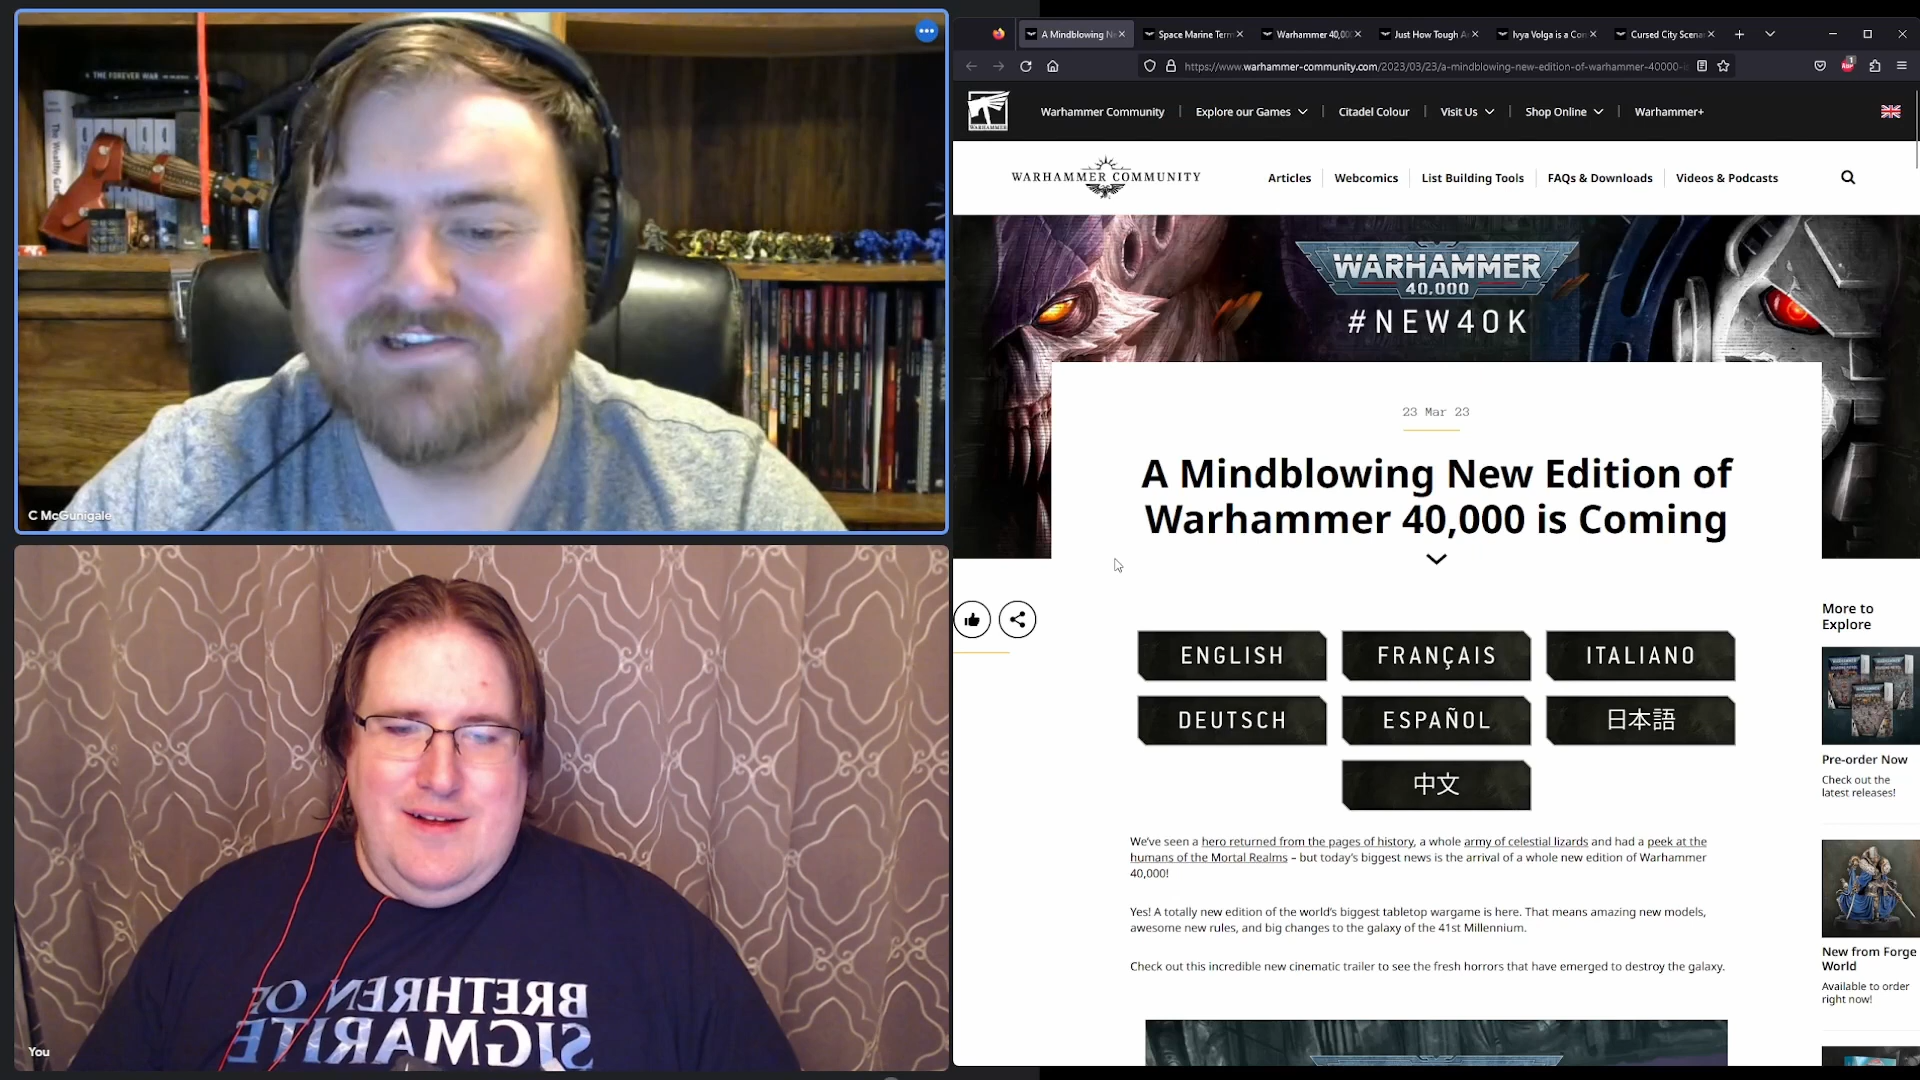 THE FOREVER WAR
C McGunigale
BRETHREN OF
SIGMARITE
You
A Mindblowing Ne
Space Marine Term
Warhammer 40,00
Just How Tough A
Ivya Volga is a Con
Cursed City Scena
https://www.warhammer-community.com/2023/03/23/a-mindblowing-new-edition-of-warhammer-40000-i
WARHAMMER
Warhammer Community
Explore our Games
Citadel Colour
Visit Us
Shop Online
Warhammer+
WARHAMMER COMMUNITY
Articles
Webcomics
List Building Tools
FAQs & Downloads
Videos & Podcasts
WARHAMMER
40,000
#NEW40K
23 Mar 23
A Mindblowing New Edition of
Warhammer 40,000 is Coming
ENGLISH
FRANÇAIS
ITALIANO
DEUTSCH
ESPAÑOL
日本語
中文
We've seen a hero returned from the pages of history, a whole army of celestial lizards and had a peek at the
humans of the Mortal Realms – but today's biggest news is the arrival of a whole new edition of Warhammer
40,000!
Yes! A totally new edition of the world's biggest tabletop wargame is here. That means amazing new models,
awesome new rules, and big changes to the galaxy of the 41st Millennium.
Check out this incredible new cinematic trailer to see the fresh horrors that have emerged to destroy the galaxy.
More to
Explore
Pre-order Now
Check out the
latest releases!
New from Forge
World
Available to order
right now!